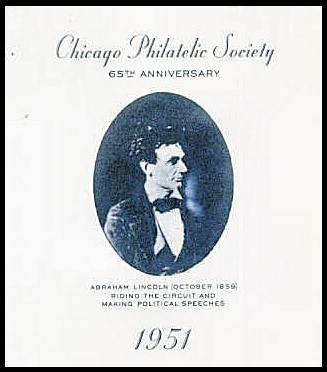 Chicago Philatelic Society
65TH ANNIVERSARY
ABRAHAM LINCOLN (OCTOBER 1859)
RIDING THE CIRCUIT AND
MAKING POLITICAL SPEECHES
1951